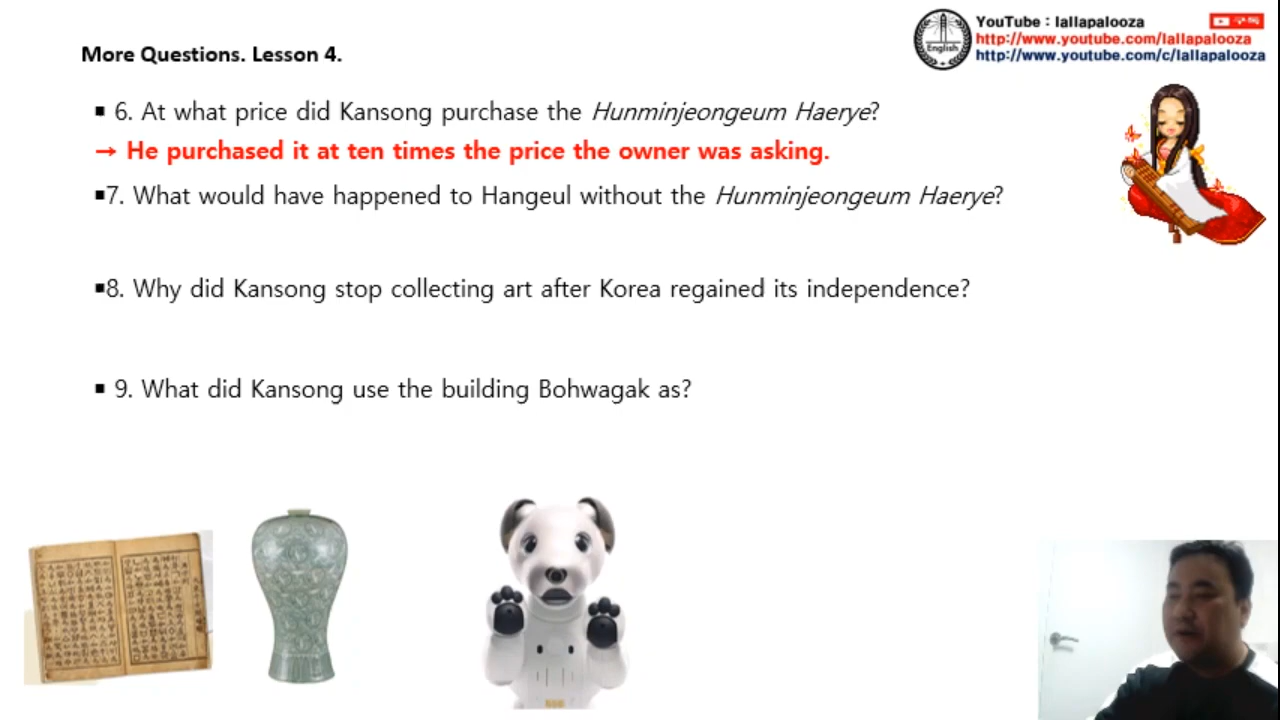 More Questions. Lesson 4.
English
YouTube : lallapalooza
http://www.youtube.com/lallapalooza
http://www.youtube.com/c/lallapalooza
▪ 6. At what price did Kansong purchase the Hunminjeongeum Haerye?
→ He purchased it at ten times the price the owner was asking.
▪7. What would have happened to Hangeul without the Hunminjeongeum Haerye?
▪8. Why did Kansong stop collecting art after Korea regained its independence?
▪ 9. What did Kansong use the building Bohwagak as?